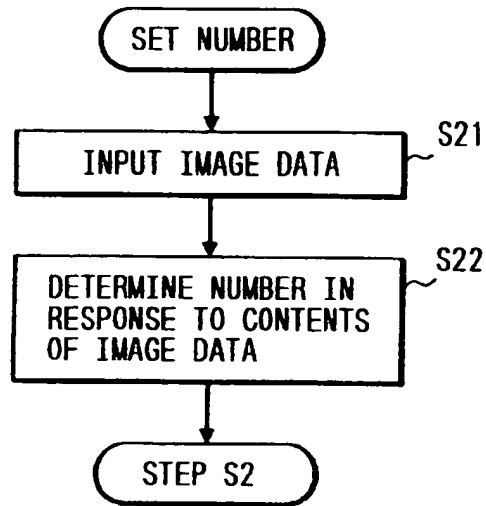 SET NUMBER
INPUT IMAGE DATA
S21
DETERMINE NUMBER IN
RESPONSE TO CONTENTS
OF IMAGE DATA
S22
STEP S2